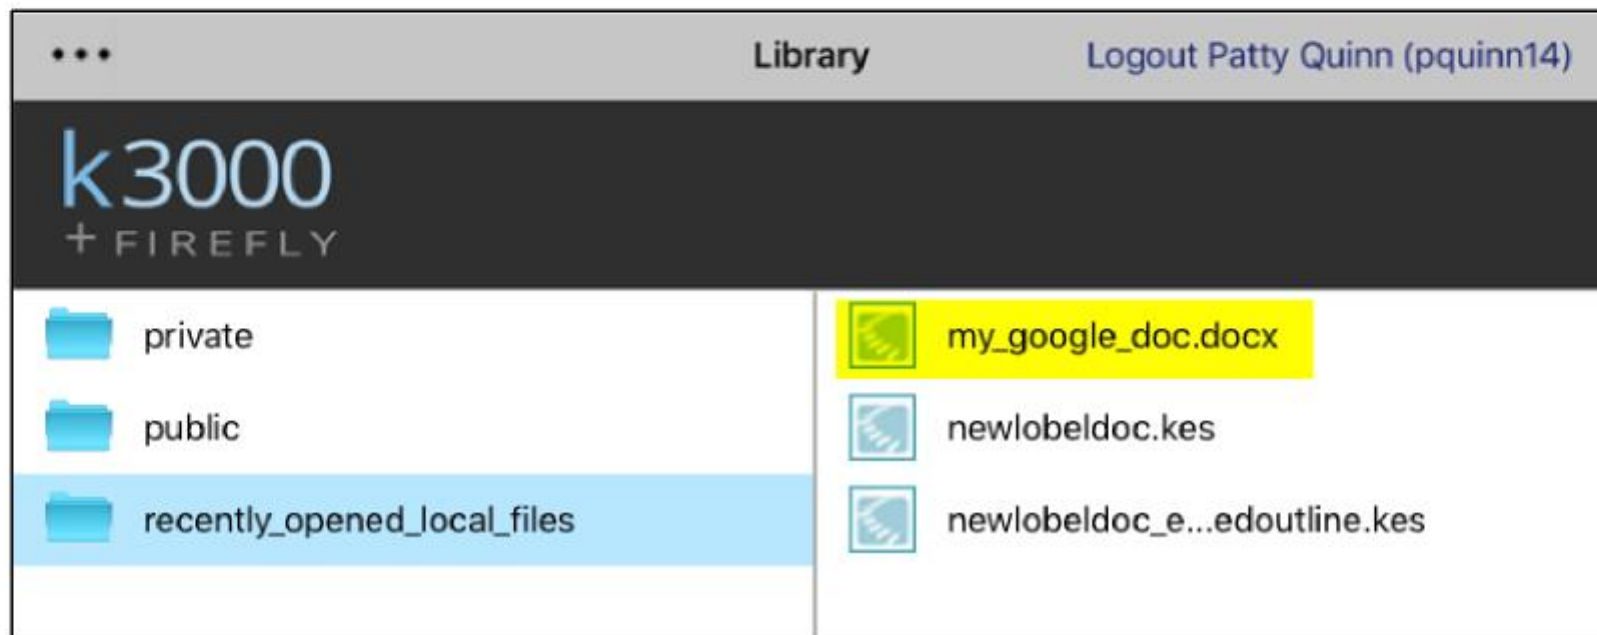 ••• Library Logout Patty Quinn (pquinn14)
k3000
+ FIREFLY
private
public
recently_opened_local_files
my_google_doc.docx
newlobeldoc.kes
newlobeldoc_e...edoutline.kes